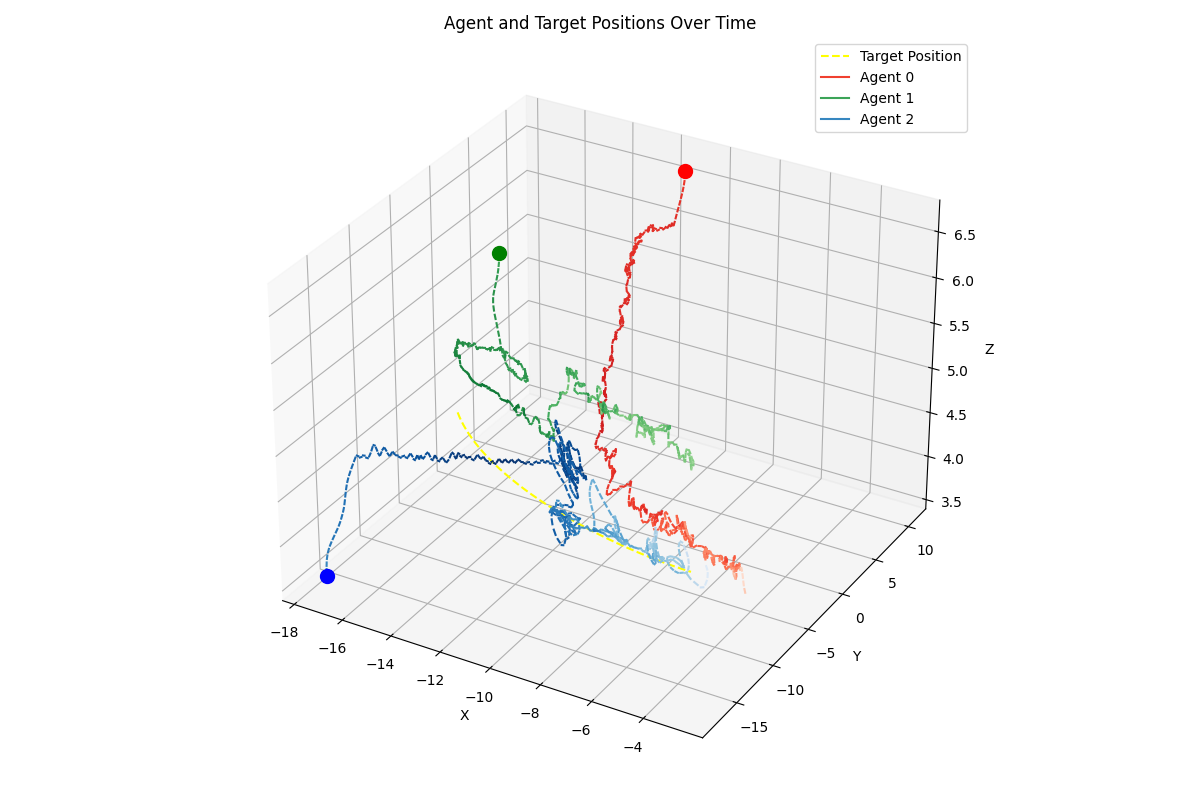 Agent and Target Positions Over Time
Target Position
Agent 0
Agent 1
Agent 2
6.5
6.0
5.5
5.0
4.5
4.0
3.5
Z
10
5
0
−5
−10
−15
Y
−18
−16
−14
−12
−10
−8
−6
−4
X